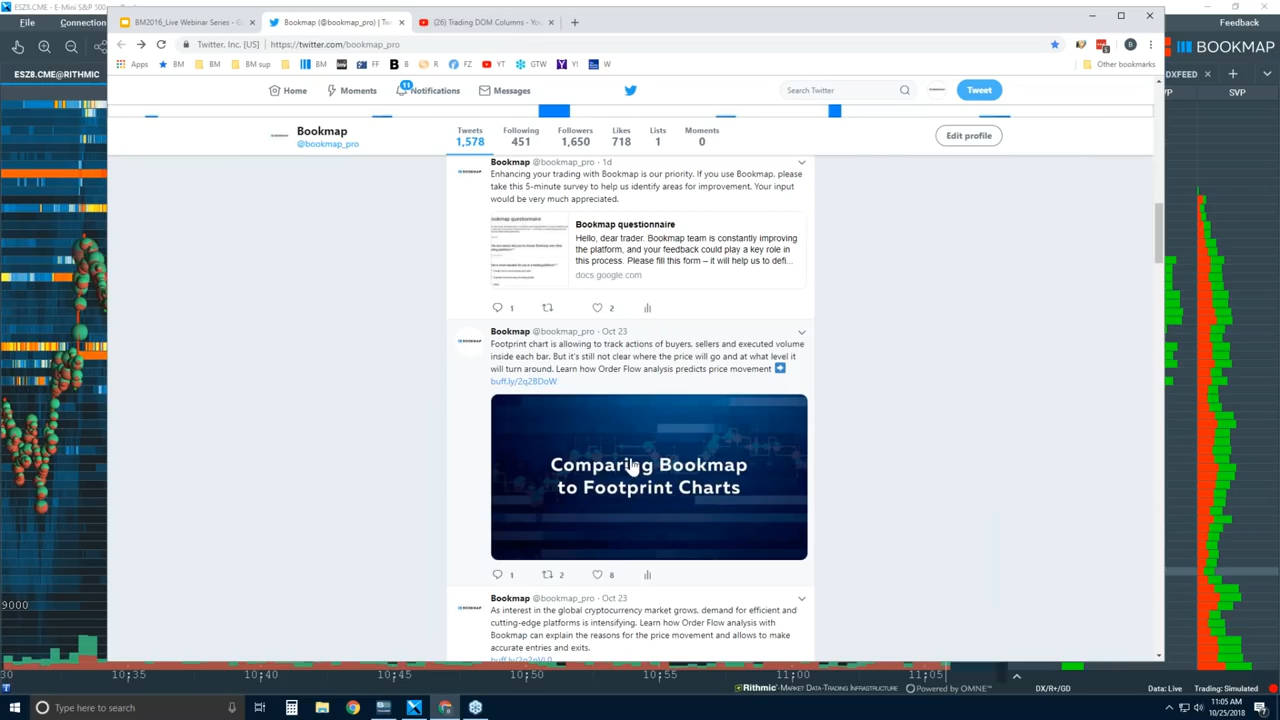 ESZ8.CME@RITHMIC - E-Mini S&P 500
BM2016_Live Webinar Series - G
Bookmap (@bookmap_pro) | Tw
(26) Trading DOM Columns - You
File
Connection
Feedback
Twitter, Inc. [US]
https://twitter.com/bookmap_pro
B
BOOKMAP
Apps
BM
BM
BM sup
BM
FF
B
R
FZ
YT
GTW
Y!
W
Other bookmarks
ESZ8.CME@RITHMIC
DXFEED
SVP
SVP
Home
Moments
11
Notifications
Messages
Search Twitter
Tweet
Bookmap
@bookmap_pro
Tweets
1,578
Following
451
Followers
1,650
Likes
718
Lists
1
Moments
0
Edit profile
Bookmap @bookmap_pro · 1d
Enhancing your trading with Bookmap is our priority. If you use Bookmap, please
take this 5-minute survey to help us identify areas for improvement. Your input
would be very much appreciated.
Bookmap questionnaire
Hello, dear trader. Bookmap team is constantly improving
the platform, and your feedback could play a key role in
this process. Please fill this form – it will help us to defi...
docs.google.com
1
2
Bookmap @bookmap_pro · Oct 23
Footprint chart is allowing to track actions of buyers, sellers and executed volume
inside each bar. But it's still not clear where the price will go and at what level it
will turn around. Learn how Order Flow analysis predicts price movement
buff.ly/2q2BDoW
Comparing Bookmap
to Footprint Charts
1
2
8
Bookmap @bookmap_pro · Oct 23
As interest in the global cryptocurrency market grows, demand for efficient and
cutting-edge platforms is intensifying. Learn how Order Flow analysis with
Bookmap can explain the reasons for the price movement and allows to make
accurate entries and exits.
9000
:30
10:35
10:40
10:45
10:50
10:55
11:00
11:05
Rithmic - MARKET DATA - TRADING INFRASTRUCTURE
Powered by OMNE™
DX/R+/GD
Data: Live
Trading: Simulated
Type here to search
11:05 AM
10/25/2018
7